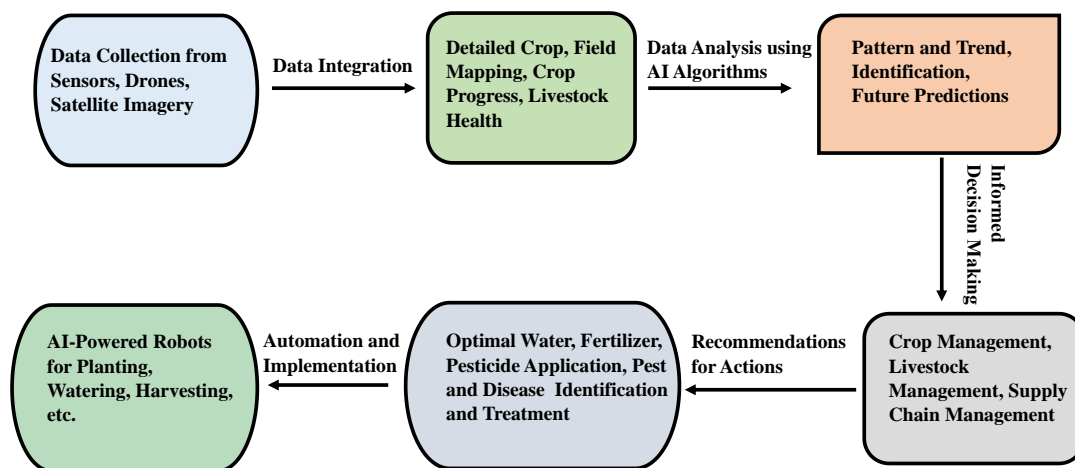 Data Collection from
Sensors, Drones,
Satellite Imagery
Data Integration
Detailed Crop, Field
Mapping, Crop
Progress, Livestock
Health
Data Analysis using
AI Algorithms
Pattern and Trend,
Identification,
Future Predictions
Informed
Decision Making
Crop Management,
Livestock
Management, Supply
Chain Management
Recommendations
for Actions
Optimal Water, Fertilizer,
Pesticide Application, Pest
and Disease Identification
and Treatment
Automation and
Implementation
AI-Powered Robots
for Planting,
Watering, Harvesting,
etc.